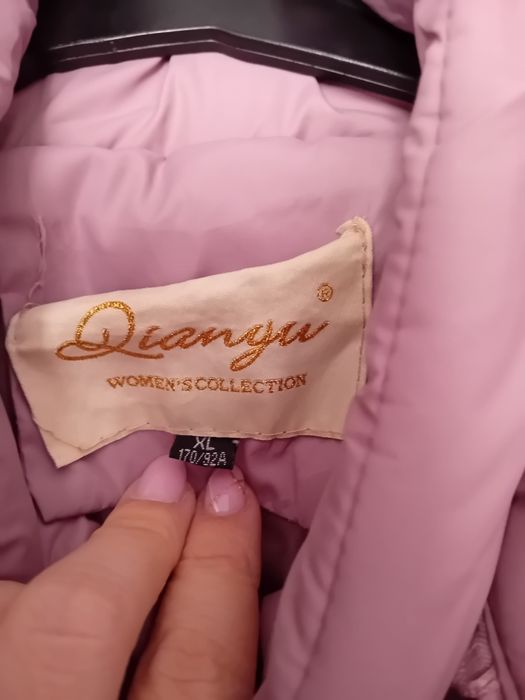 Qianyu®
WOMEN'S COLLECTION
XL
170/92A